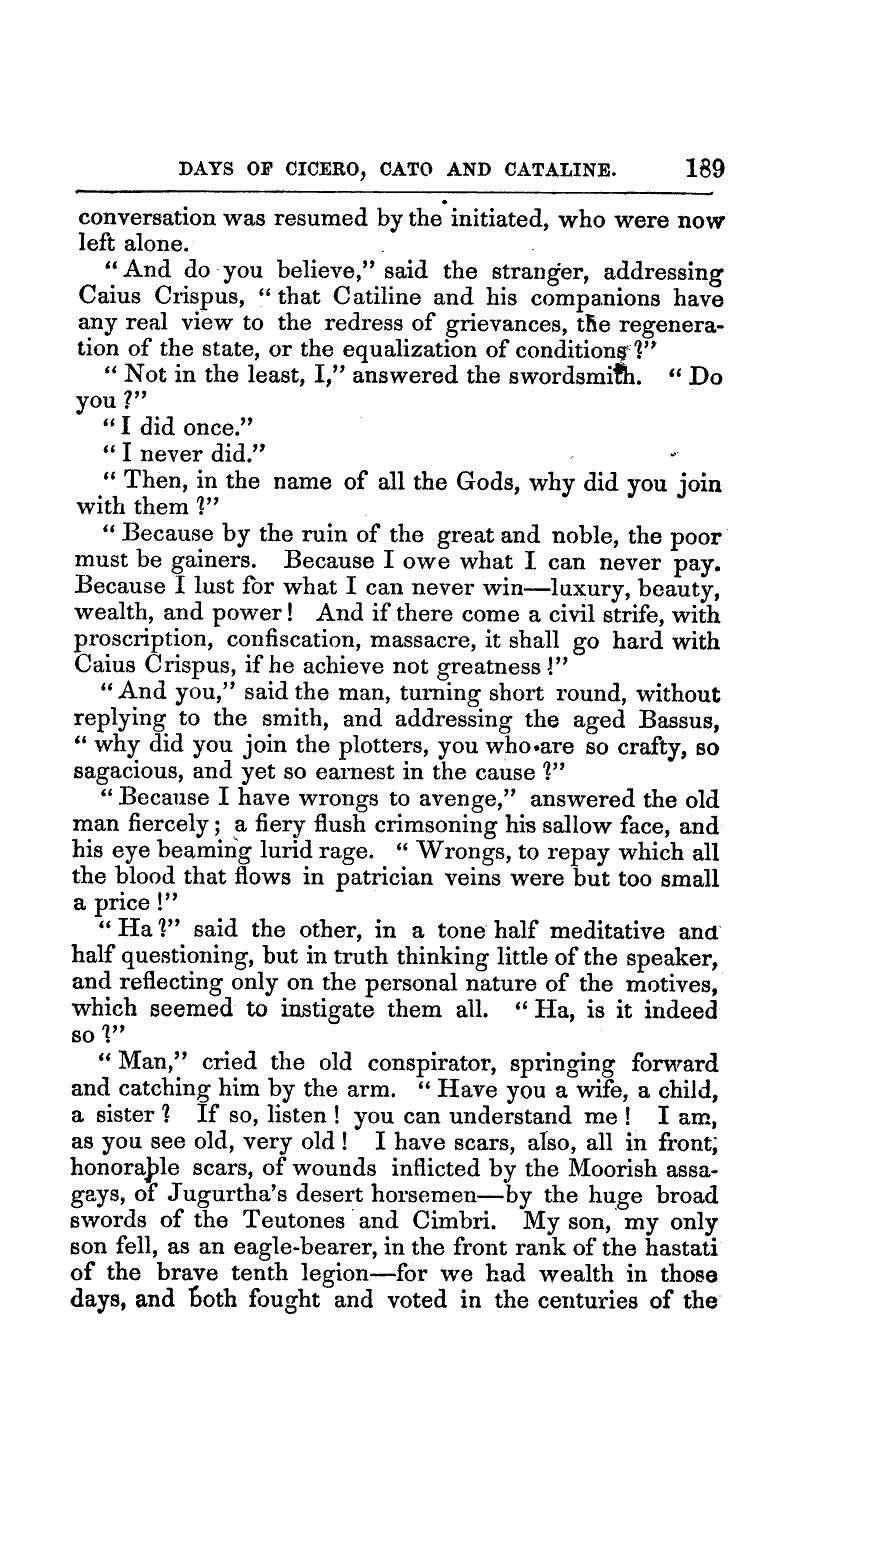 DAYS OF CICERO, CATO AND CATALINE. 189
conversation was resumed by the initiated, who were now
left alone.
“And do you believe,” said the stranger, addressing
Caius Crispus, “that Catiline and his companions have
any real view to the redress of grievances, the regenera-
tion of the state, or the equalization of conditions?”
“Not in the least, I,” answered the swordsmith. “Do
you?”
“I did once.”
“I never did.”
“Then, in the name of all the Gods, why did you join
with them?”
“Because by the ruin of the great and noble, the poor
must be gainers. Because I owe what I can never pay.
Because I lust for what I can never win—luxury, beauty,
wealth, and power! And if there come a civil strife, with
proscription, confiscation, massacre, it shall go hard with
Caius Crispus, if he achieve not greatness!”
“And you,” said the man, turning short round, without
replying to the smith, and addressing the aged Bassus,
“why did you join the plotters, you who are so crafty, so
sagacious, and yet so earnest in the cause?”
“Because I have wrongs to avenge,” answered the old
man fiercely; a fiery flush crimsoning his sallow face, and
his eye beaming lurid rage. “Wrongs, to repay which all
the blood that flows in patrician veins were but too small
a price!”
“Ha?” said the other, in a tone half meditative and
half questioning, but in truth thinking little of the speaker,
and reflecting only on the personal nature of the motives,
which seemed to instigate them all. “Ha, is it indeed
so?”
“Man,” cried the old conspirator, springing forward
and catching him by the arm. “Have you a wife, a child,
a sister? If so, listen! you can understand me! I am,
as you see old, very old! I have scars, also, all in front;
honorable scars, of wounds inflicted by the Moorish assa-
gays, of Jugurtha’s desert horsemen—by the huge broad
swords of the Teutones and Cimbri. My son, my only
son fell, as an eagle-bearer, in the front rank of the hastati
of the brave tenth legion—for we had wealth in those
days, and both fought and voted in the centuries of the